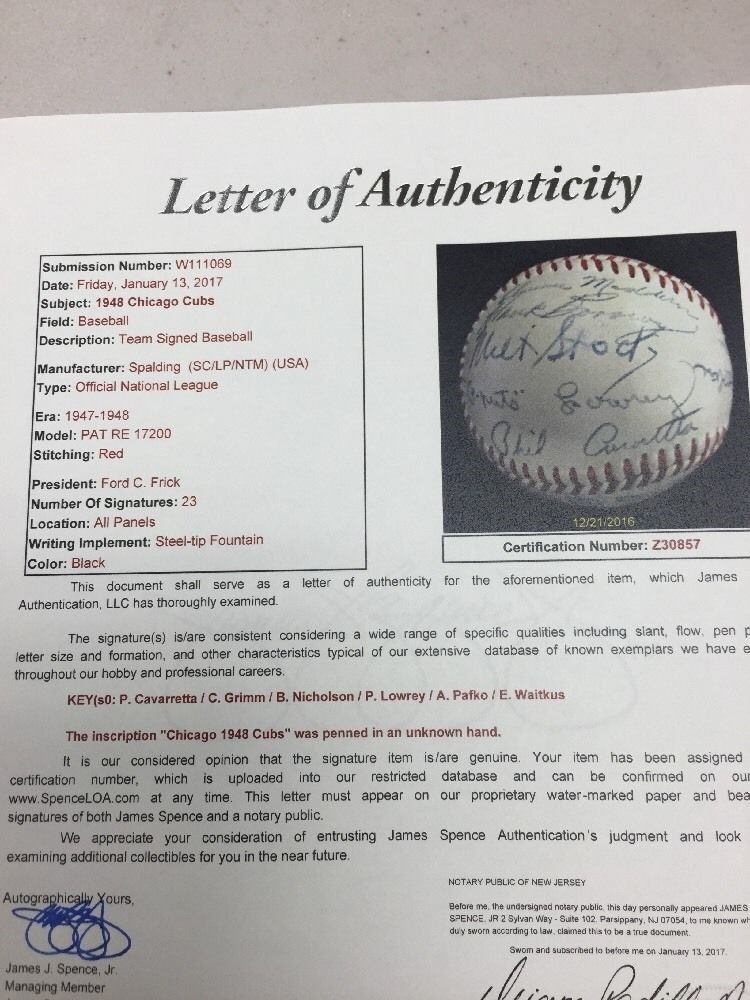 Letter of Authenticity
Submission Number: W111069
Date: Friday, January 13, 2017
Subject: 1948 Chicago Cubs
Field: Baseball
Description: Team Signed Baseball
Manufacturer: Spalding (SC/LP/NTM) (USA)
Type: Official National League
Era: 1947-1948
Model: PAT RE 17200
Stitching: Red
President: Ford C. Frick
Number Of Signatures: 23
Location: All Panels
Writing Implement: Steel-tip Fountain
Color: Black
Milt Stock
Lowrey
Phil Cavarretta
12/21/2016
Certification Number: Z30857
This document shall serve as a letter of authenticity for the aforementioned item, which James
Authentication, LLC has thoroughly examined.
The signature(s) is/are consistent considering a wide range of specific qualities including slant, flow, pen p
letter size and formation, and other characteristics typical of our extensive database of known exemplars we have e
throughout our hobby and professional careers.
KEY(s0: P. Cavarretta / C. Grimm / B. Nicholson / P. Lowrey / A. Pafko / E. Waitkus
The inscription "Chicago 1948 Cubs" was penned in an unknown hand.
It is our considered opinion that the signature item is/are genuine. Your item has been assigned
certification number, which is uploaded into our restricted database and can be confirmed on our
www.SpenceLOA.com at any time. This letter must appear on our proprietary water-marked paper and bea
signatures of both James Spence and a notary public.
We appreciate your consideration of entrusting James Spence Authentication's judgment and look
examining additional collectibles for you in the near future.
Autographically Yours,
James J. Spence, Jr.
Managing Member
NOTARY PUBLIC OF NEW JERSEY
Before me, the undersigned notary public, this day personally appeared JAMES
SPENCE, JR 2 Sylvan Way - Suite 102, Parsippany, NJ 07054, to me known wh
duly sworn according to law, claimed this to be a true document.
Sworn and subscribed to before me on January 13, 2017.